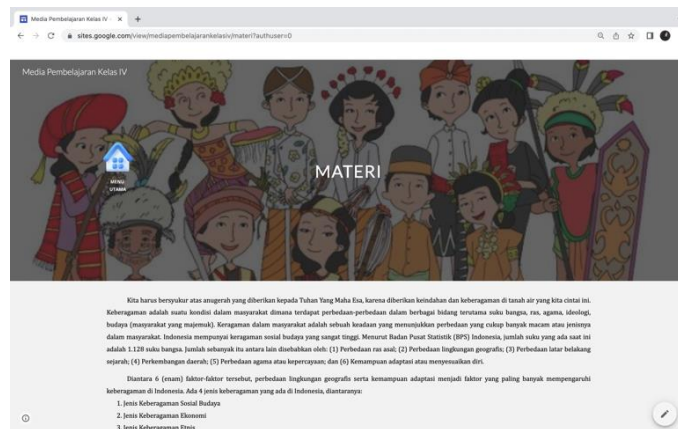 Media Pembelajaran Kelas IV
sites.google.com/view/mediapembelajarankelasiv/materi?authuser=0
Media Pembelajaran Kelas IV
MENU
UTAMA
MATERI
Kita harus bersyukur atas anugerah yang diberikan kepada Tuhan Yang Maha Esa, karena diberikan keindahan dan keberagaman di tanah air yang kita cintai ini.
Keberagaman adalah suatu kondisi dalam masyarakat dimana terdapat perbedaan-perbedaan dalam berbagai bidang terutama suku bangsa, ras, agama, ideologi,
budaya (masyarakat yang majemuk). Keragaman dalam masyarakat adalah sebuah keadaan yang menunjukkan perbedaan yang cukup banyak macam atau jenisnya
dalam masyarakat. Indonesia mempunyai keragaman sosial budaya yang sangat tinggi. Menurut Badan Pusat Statistik (BPS) Indonesia, jumlah suku yang ada saat ini
adalah 1.128 suku bangsa. Jumlah sebanyak itu antara lain disebabkan oleh: (1) Perbedaan ras asal; (2) Perbedaan lingkungan geografis; (3) Perbedaan latar belakang
sejarah; (4) Perkembangan daerah; (5) Perbedaan agama atau kepercayaan; dan (6) Kemampuan adaptasi atau menyesuaikan diri.
Diantara 6 (enam) faktor-faktor tersebut, perbedaan lingkungan geografis serta kemampuan adaptasi menjadi faktor yang paling banyak mempengaruhi
keberagaman di Indonesia. Ada 4 jenis keberagaman yang ada di Indonesia, diantaranya:
1. Jenis Keberagaman Sosial Budaya
2. Jenis Keberagaman Ekonomi
3. Jenis Keberagaman Etnis